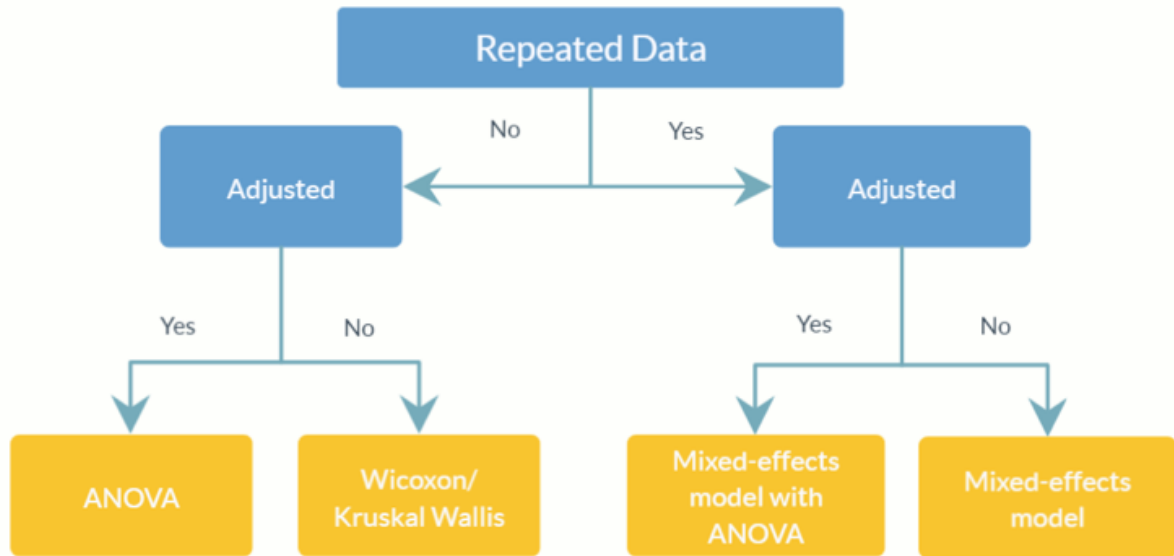 Repeated Data
No
Yes
Adjusted
Adjusted
Yes
No
Yes
No
ANOVA
Wicoxon/
Kruskal Wallis
Mixed-effects
model with
ANOVA
Mixed-effects
model